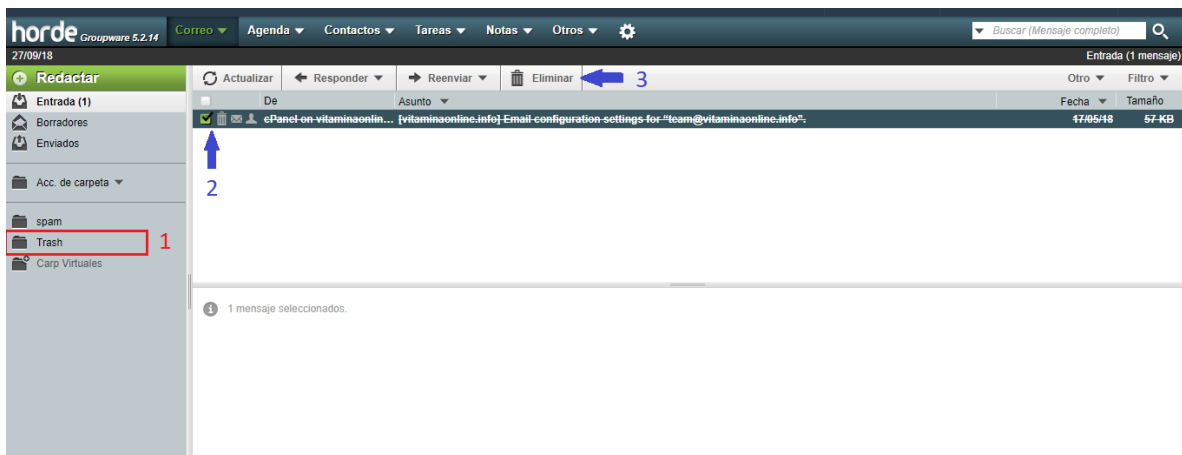 horde Groupware 5.2.14 Correo Agenda Contactos Tareas Notas Otros Buscar (Mensaje completo)
27/09/18 Entrada (1 mensaje)
Redactar Actualizar Responder Reenviar Eliminar 3 Otro Filtro
Entrada (1) De Asunto Fecha Tamaño
Borradores cPanel on vitaminaonlin... [vitaminaonline.info] Email configuration settings for “team@vitaminaonline.info”. 17/05/18 57 KB
Enviados
Acc. de carpeta 2
spam
Trash 1
Carp Virtuales
1 mensaje seleccionados.